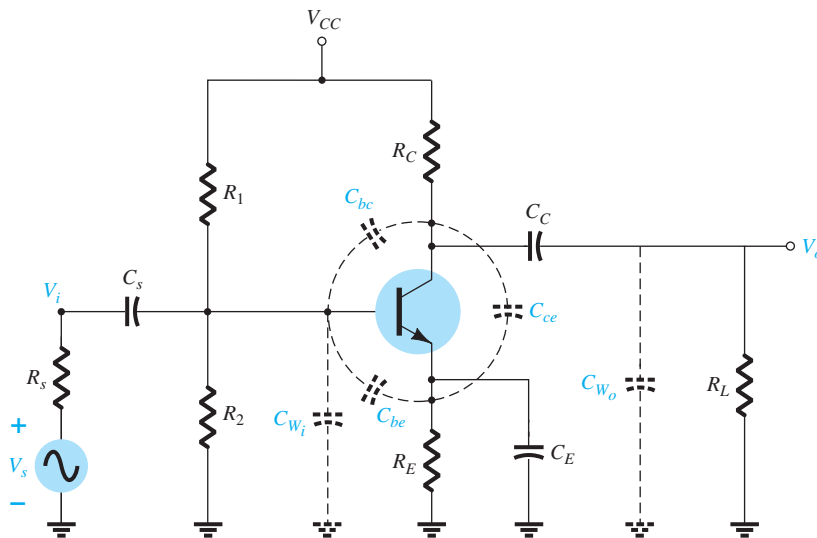 V_CC
R_C
R_1
C_bc
C_C
V_o
C_s
V_i
C_ce
R_s
R_2
C_be
C_Wi
C_Wo
R_L
+
V_s
−
R_E
C_E